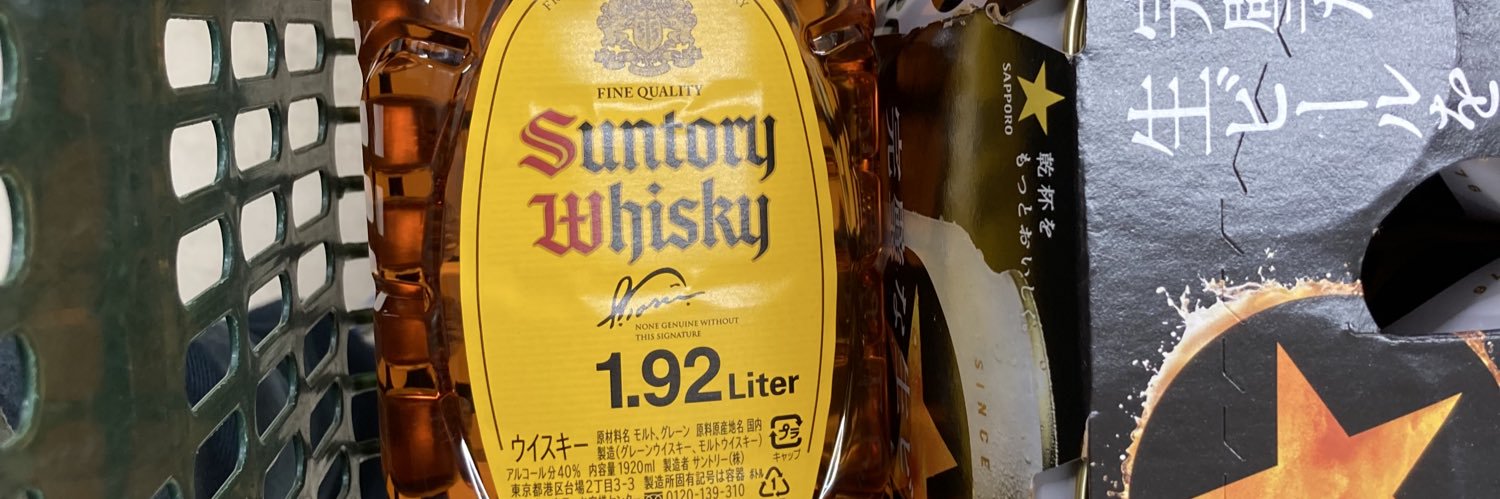 FINE QUALITY
Suntory
Whisky
NONE GENUINE WITHOUT
THIS SIGNATURE
1.92 Liter
ウイスキー
原材料名 モルト、グレーン 原料原産地名 国内
製造(グレーンウイスキー、モルトウイスキー)
アルコール分40% 内容量1920ml 製造者 サントリー(株)
東京都港区台場2丁目3-3 製造所固有記号は容器
0120-139-310
プラ
キャップ
ボトル
1
SAPPORO
乾杯を
もっとおいしく。
SINCE
生ビールを